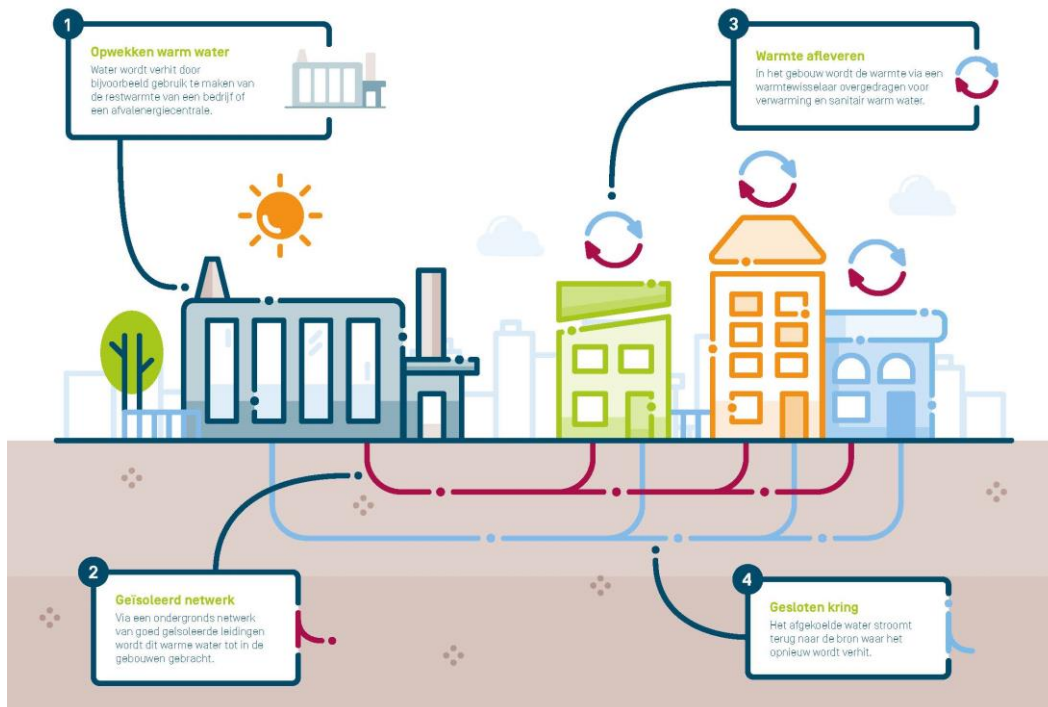 1
Opwekken warm water
Water wordt verhit door
bijvoorbeeld gebruik te maken van
de restwarmte van een bedrijf of
een afvalenergiecentrale.
3
Warmte afleveren
In het gebouw wordt de warmte via een
warmtewisselaar overgedragen voor
verwarming en sanitair warm water.
2
Geïsoleerd netwerk
Via een ondergronds netwerk
van goed geïsoleerde leidingen
wordt dit warme water tot in de
gebouwen gebracht.
4
Gesloten kring
Het afgekoelde water stroomt
terug naar de bron waar het
opnieuw wordt verhit.